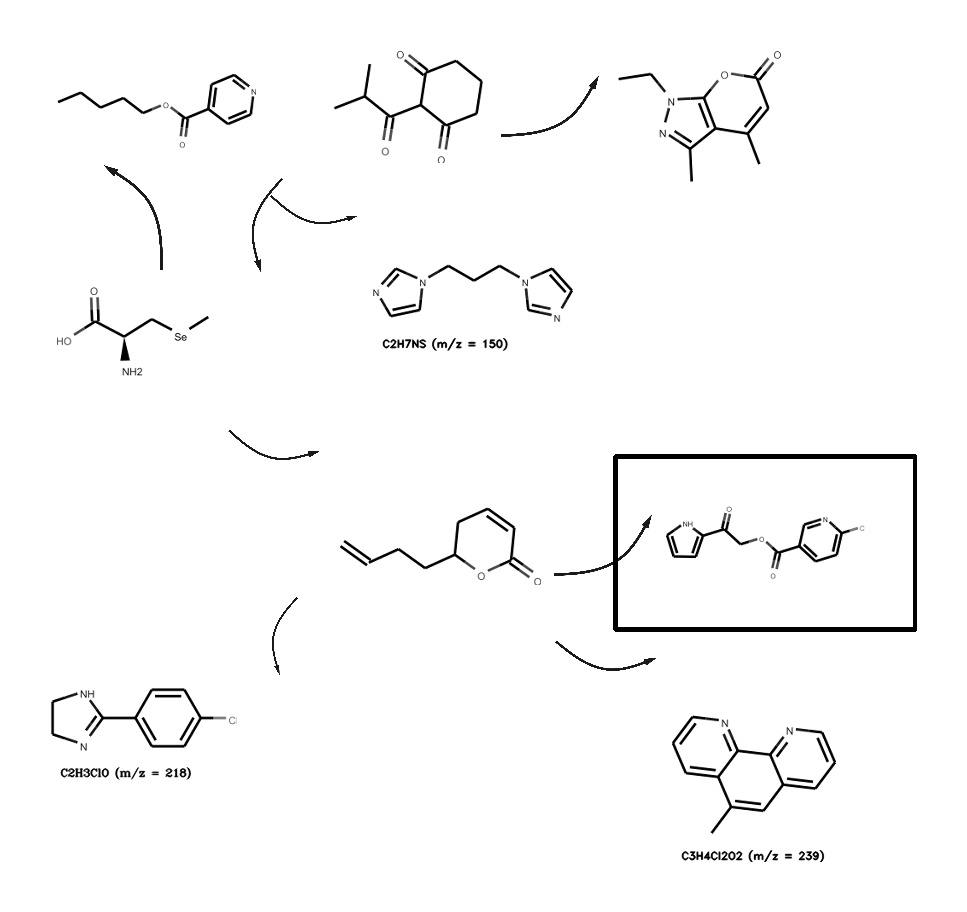 O
N
O
O
O
O
O
O
N
N
O
HO
Se
NH2
N
N
N
N
C2H7NS (m/z = 150)
O
O
NH
O
O
O
N
NH
N
C2H3ClO (m/z = 218)
N
N
C3H4Cl2O2 (m/z = 239)